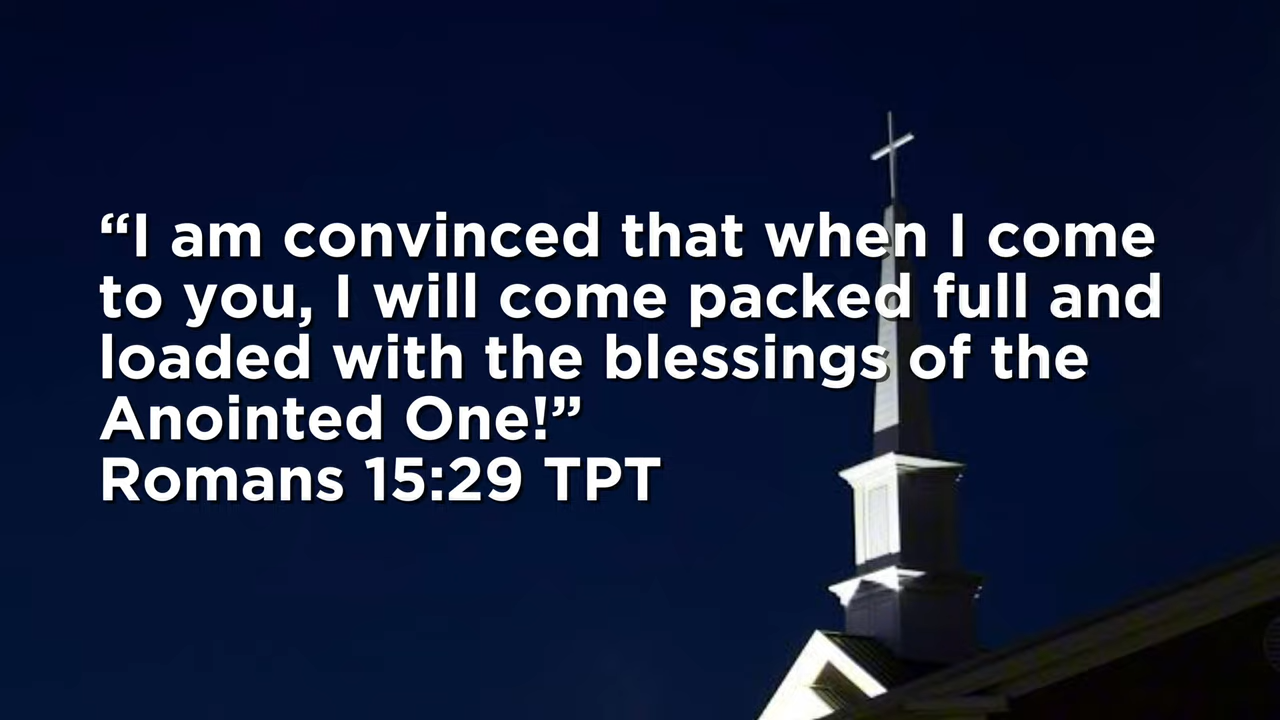 “I am convinced that when I come
to you, I will come packed full and
loaded with the blessings of the
Anointed One!”
Romans 15:29 TPT